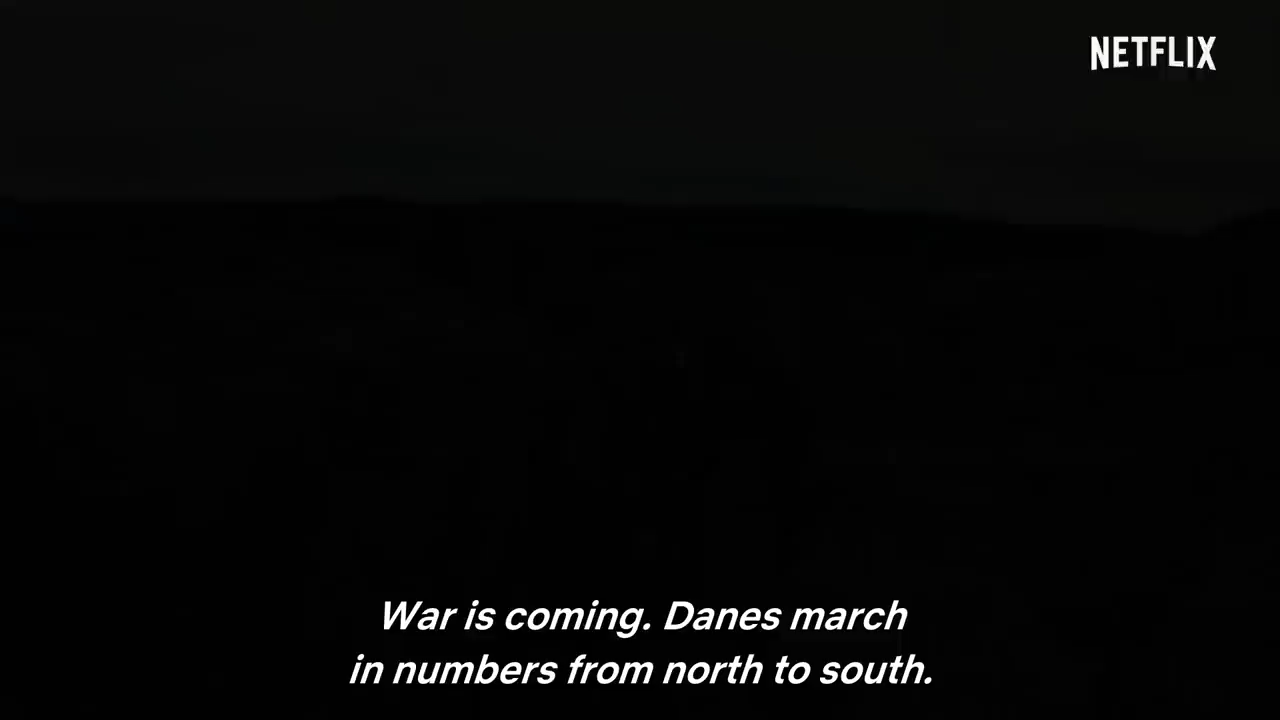 NETFLIX
War is coming. Danes march
in numbers from north to south.